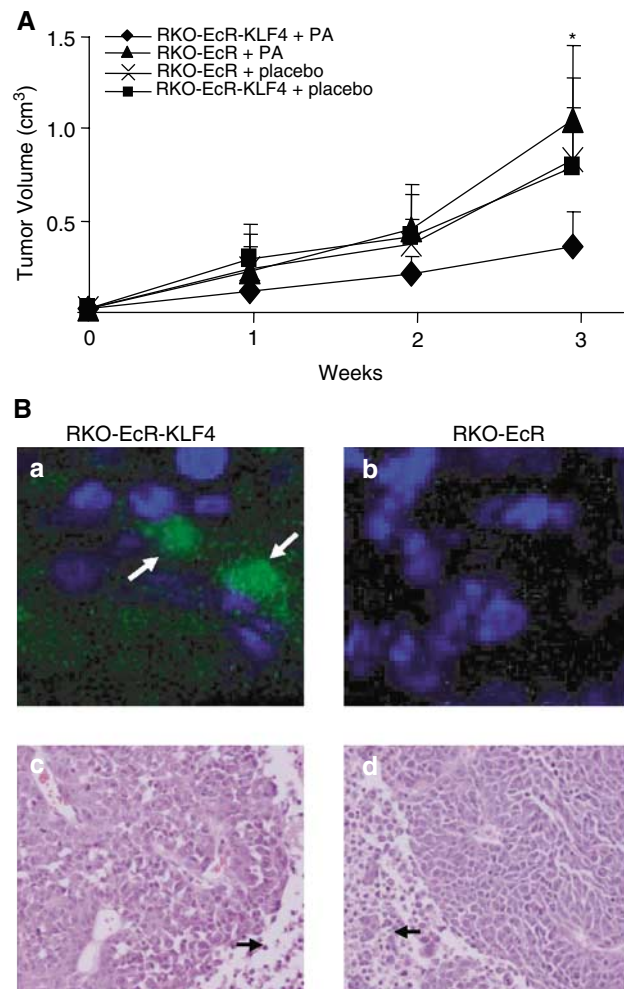 A
1.5
1.0
0.5
Tumor Volume (cm³)
RKO-EcR-KLF4 + PA
RKO-EcR + PA
RKO-EcR + placebo
RKO-EcR-KLF4 + placebo
*
0 1 2 3
Weeks
B
RKO-EcR-KLF4 RKO-EcR
a b
c d